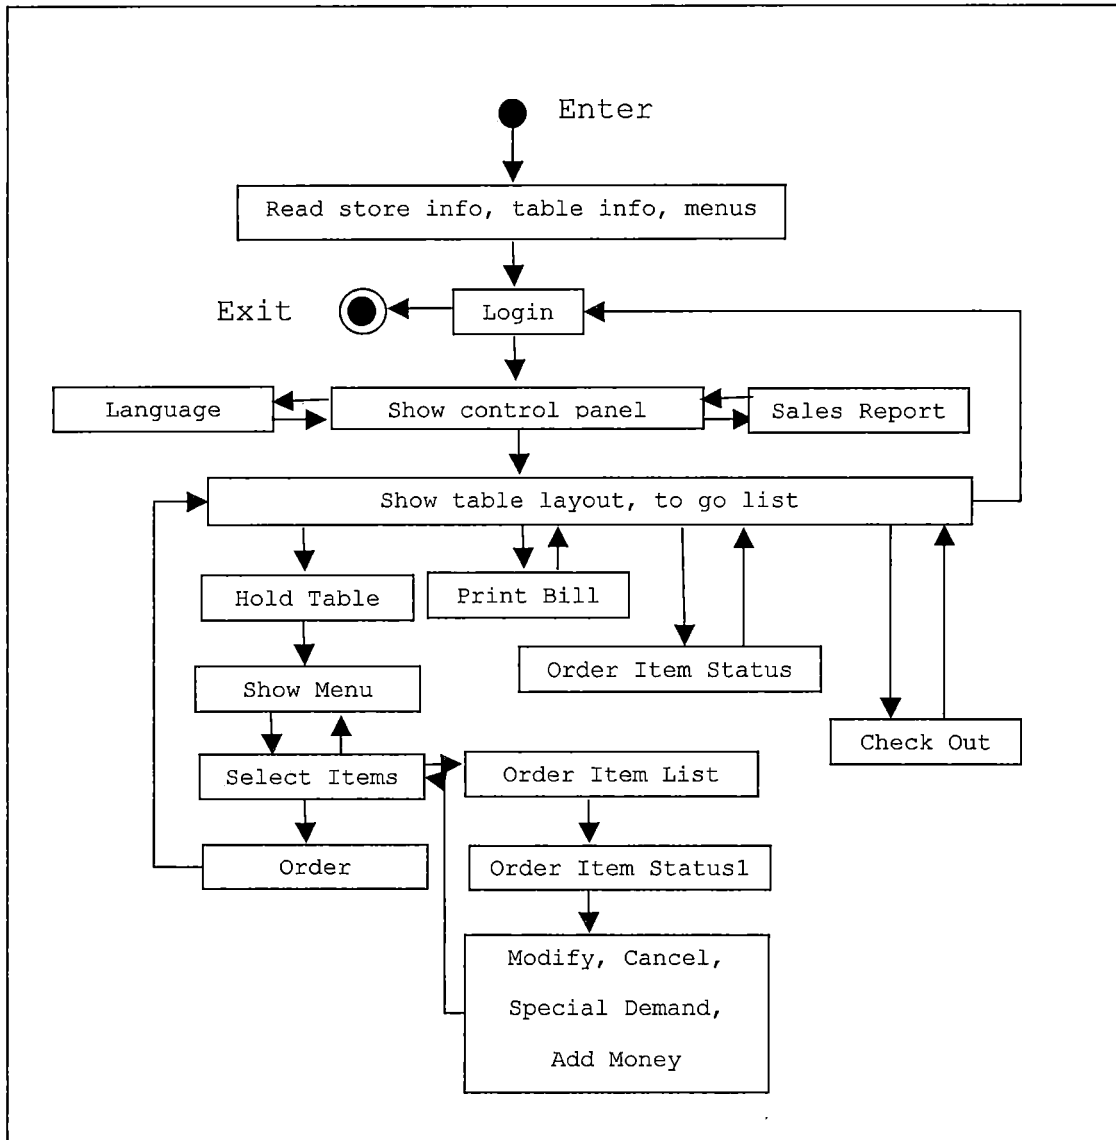 Enter
Read store info, table info, menus
Exit
Login
Language
Show control panel
Sales Report
Show table layout, to go list
Hold Table
Print Bill
Order Item Status
Show Menu
Check Out
Select Items
Order Item List
Order
Order Item Status1
Modify, Cancel,
Special Demand,
Add Money